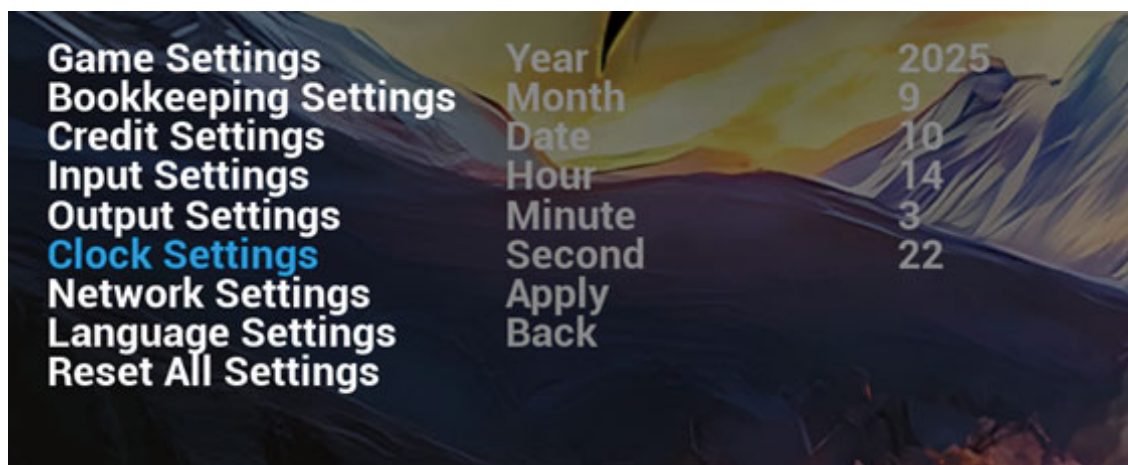 Game Settings
Bookkeeping Settings
Credit Settings
Input Settings
Output Settings
Clock Settings
Network Settings
Language Settings
Reset All Settings
Year 2025
Month 9
Date 10
Hour 14
Minute 3
Second 22
Apply
Back